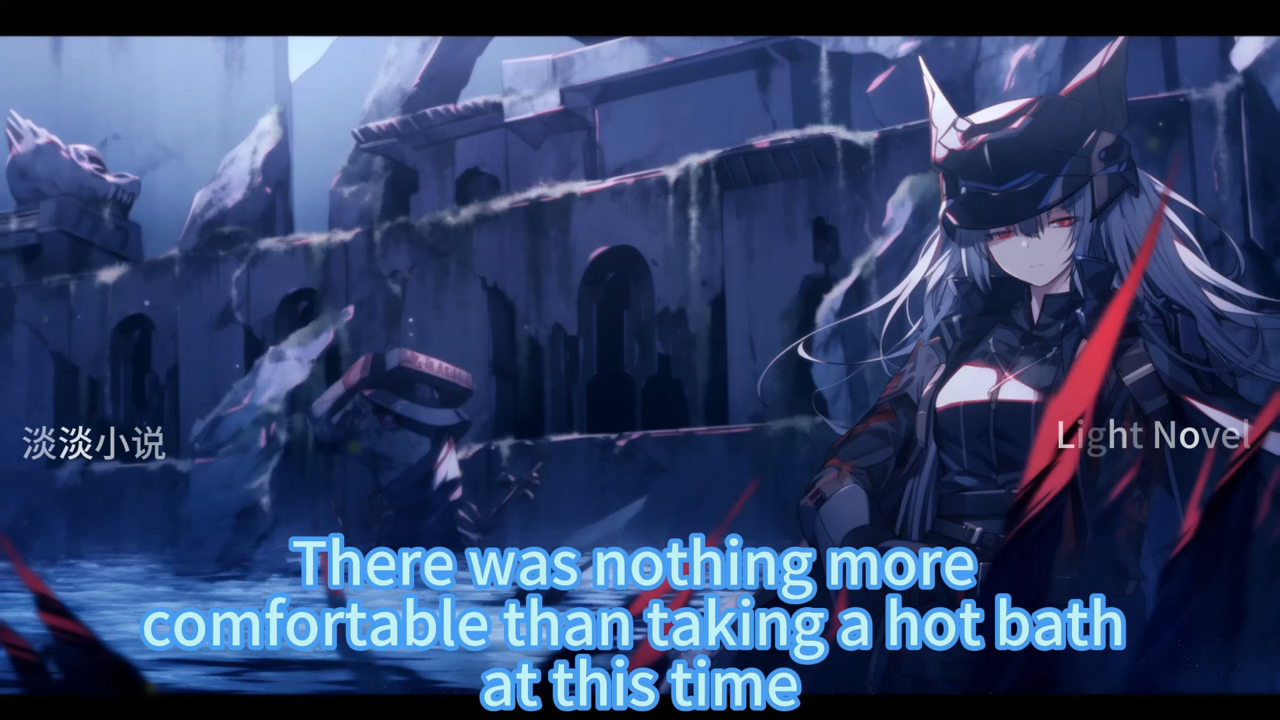 淡淡小说
Light Novel
There was nothing more
comfortable than taking a hot bath
at this time